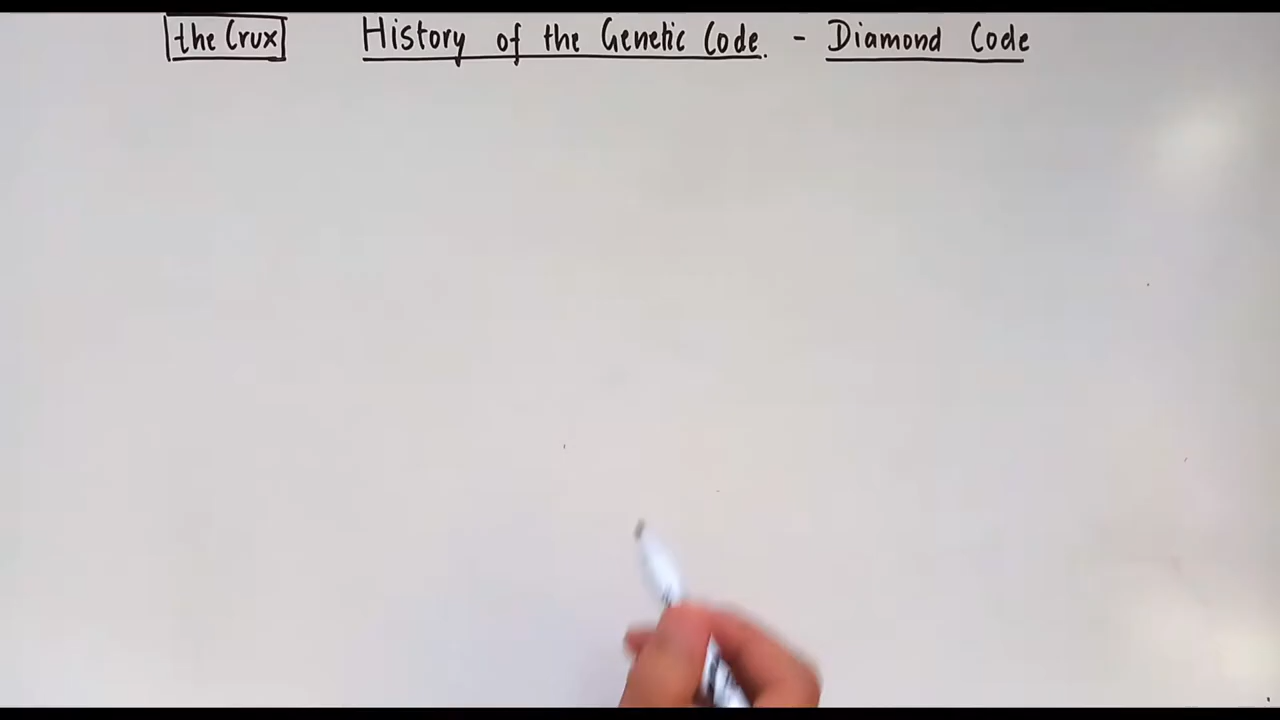 the Crux History of the Genetic Code. - Diamond Code